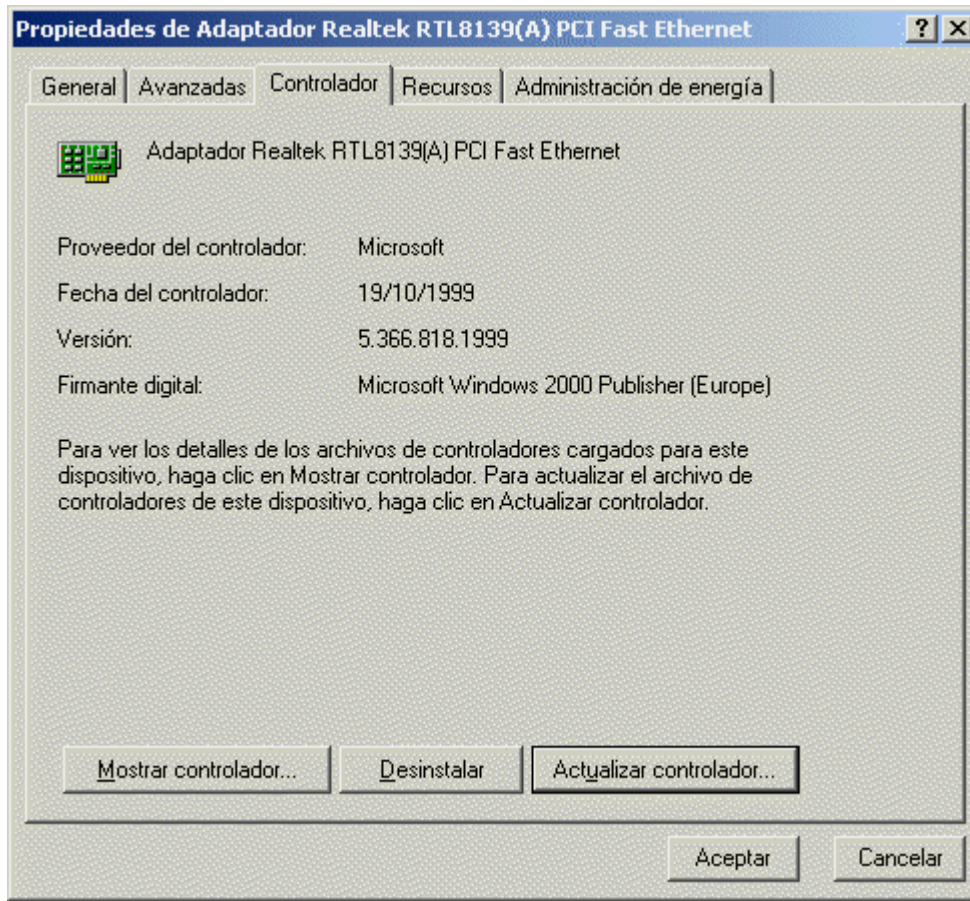 Propiedades de Adaptador Realtek RTL8139(A) PCI Fast Ethernet
General Avanzadas Controlador Recursos Administración de energía
Adaptador Realtek RTL8139(A) PCI Fast Ethernet
Proveedor del controlador: Microsoft
Fecha del controlador: 19/10/1999
Versión: 5.366.818.1999
Firmante digital: Microsoft Windows 2000 Publisher (Europe)
Para ver los detalles de los archivos de controladores cargados para este
dispositivo, haga clic en Mostrar controlador. Para actualizar el archivo de
controladores de este dispositivo, haga clic en Actualizar controlador.
Mostrar controlador... Desinstalar Actualizar controlador...
Aceptar Cancelar